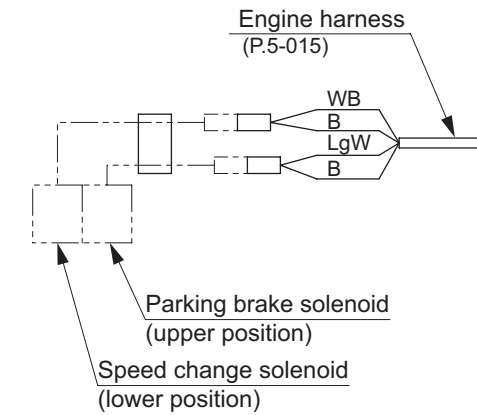 Engine harness
(P.5-015)
WB
B
LgW
B
Parking brake solenoid
(upper position)
Speed change solenoid
(lower position)